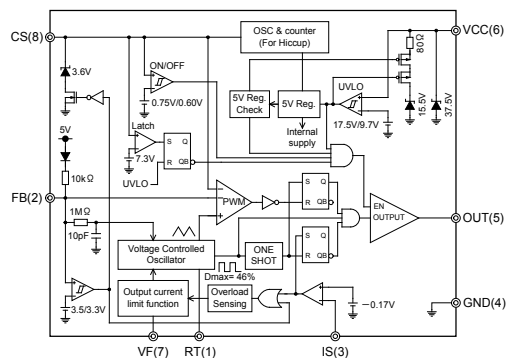 CS(8)
OSC & counter
(For Hiccup)
VCC(6)
80Ω
3.6V
ON/OFF
0.75V/0.60V
5V Reg.
Check
5V Reg.
UVLO
15.5V
37.5V
Internal
supply
17.5V/9.7V
5V
Latch
7.3V
S
R
QB
UVLO
10kΩ
FB(2)
PWM
S
R
QB
EN
OUTPUT
OUT(5)
1MΩ
10pF
Voltage Controlled
Oscillator
ONE
SHOT
S
R
QB
Dmax= 46%
3.5/3.3V
Output current
limit function
Overload
Sensing
−0.17V
GND(4)
VF(7)
RT(1)
IS(3)